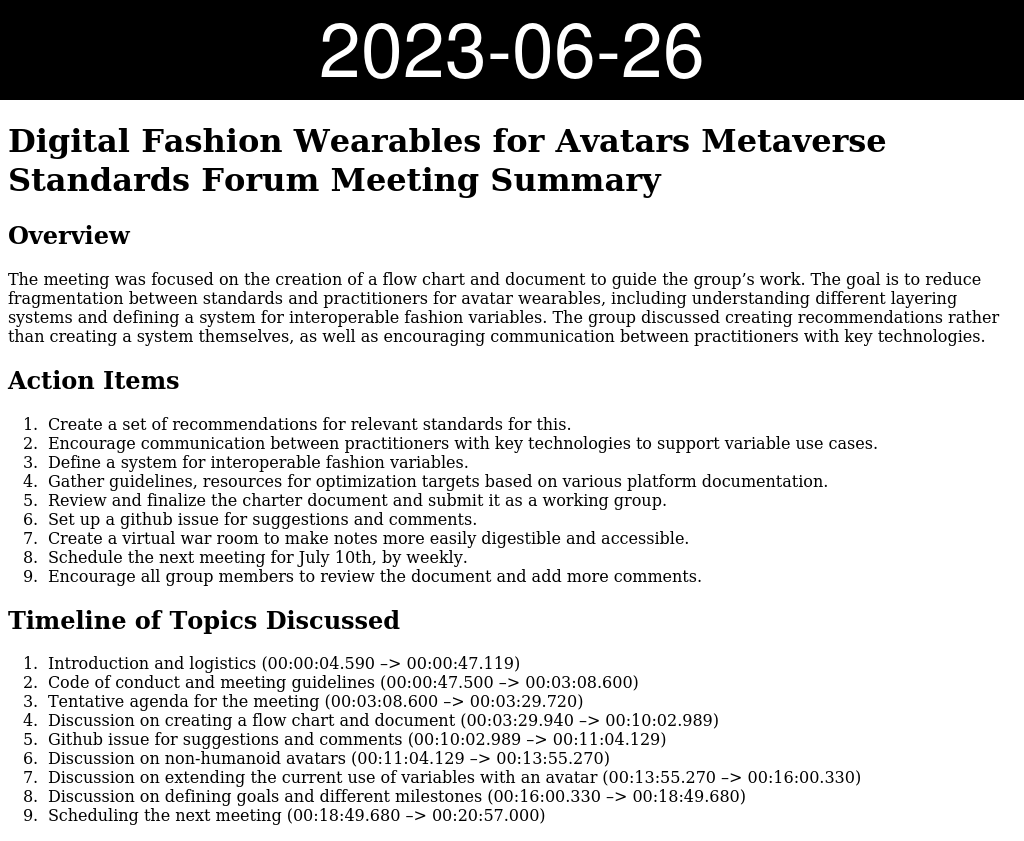 2023-06-26
Digital Fashion Wearables for Avatars Metaverse
Standards Forum Meeting Summary
Overview
The meeting was focused on the creation of a flow chart and document to guide the group’s work. The goal is to reduce
fragmentation between standards and practitioners for avatar wearables, including understanding different layering
systems and defining a system for interoperable fashion variables. The group discussed creating recommendations rather
than creating a system themselves, as well as encouraging communication between practitioners with key technologies.
Action Items
1. Create a set of recommendations for relevant standards for this.
2. Encourage communication between practitioners with key technologies to support variable use cases.
3. Define a system for interoperable fashion variables.
4. Gather guidelines, resources for optimization targets based on various platform documentation.
5. Review and finalize the charter document and submit it as a working group.
6. Set up a github issue for suggestions and comments.
7. Create a virtual war room to make notes more easily digestible and accessible.
8. Schedule the next meeting for July 10th, by weekly.
9. Encourage all group members to review the document and add more comments.
Timeline of Topics Discussed
1. Introduction and logistics (00:00:04.590 –> 00:00:47.119)
2. Code of conduct and meeting guidelines (00:00:47.500 –> 00:03:08.600)
3. Tentative agenda for the meeting (00:03:08.600 –> 00:03:29.720)
4. Discussion on creating a flow chart and document (00:03:29.940 –> 00:10:02.989)
5. Github issue for suggestions and comments (00:10:02.989 –> 00:11:04.129)
6. Discussion on non-humanoid avatars (00:11:04.129 –> 00:13:55.270)
7. Discussion on extending the current use of variables with an avatar (00:13:55.270 –> 00:16:00.330)
8. Discussion on defining goals and different milestones (00:16:00.330 –> 00:18:49.680)
9. Scheduling the next meeting (00:18:49.680 –> 00:20:57.000)